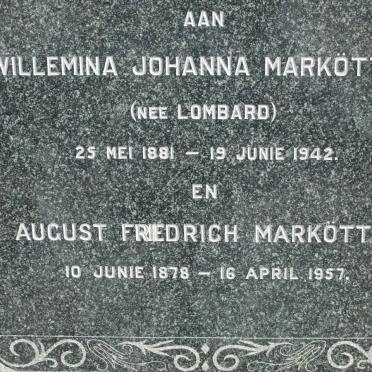 AAN
WILLEMINA JOHANNA MARKÖTT
(NEE LOMBARD)
25 MEI 1881 — 19 JUNIE 1942.
EN
AUGUST FRIEDRICH MARKÖTT
10 JUNIE 1878 — 16 APRIL 1957.